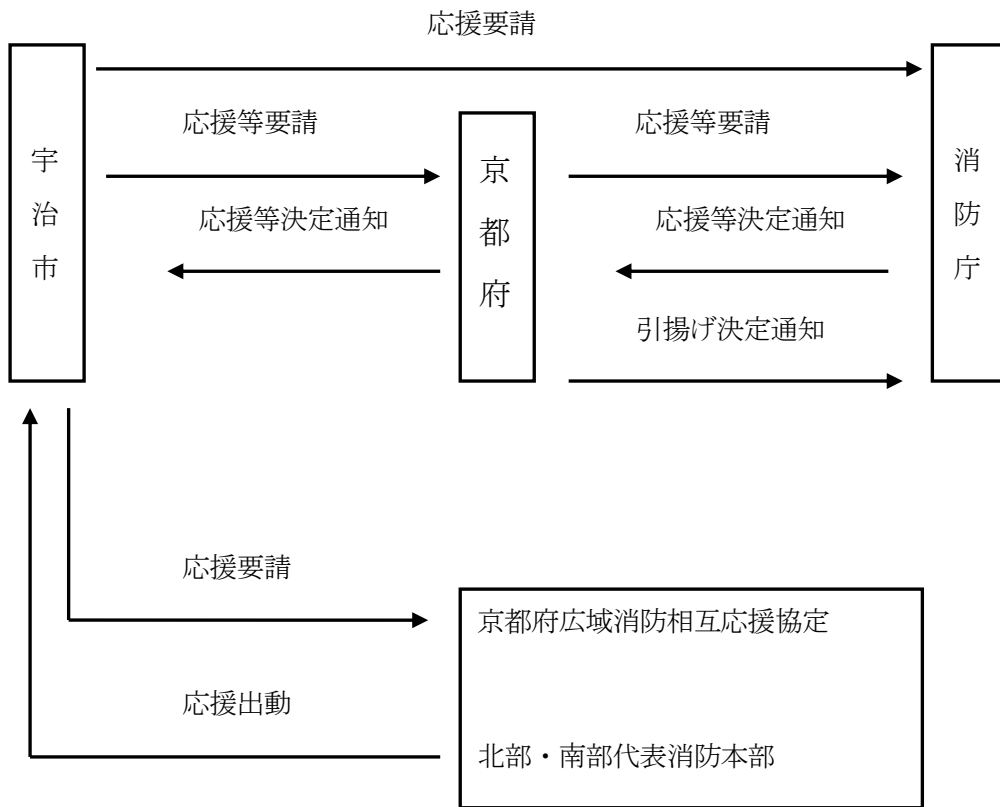 応援要請
応援等要請
応援等要請
宇治市
京都府
消防庁
応援等決定通知
応援等決定通知
引揚げ決定通知
応援要請
京都府広域消防相互応援協定
応援出動
北部・南部代表消防本部